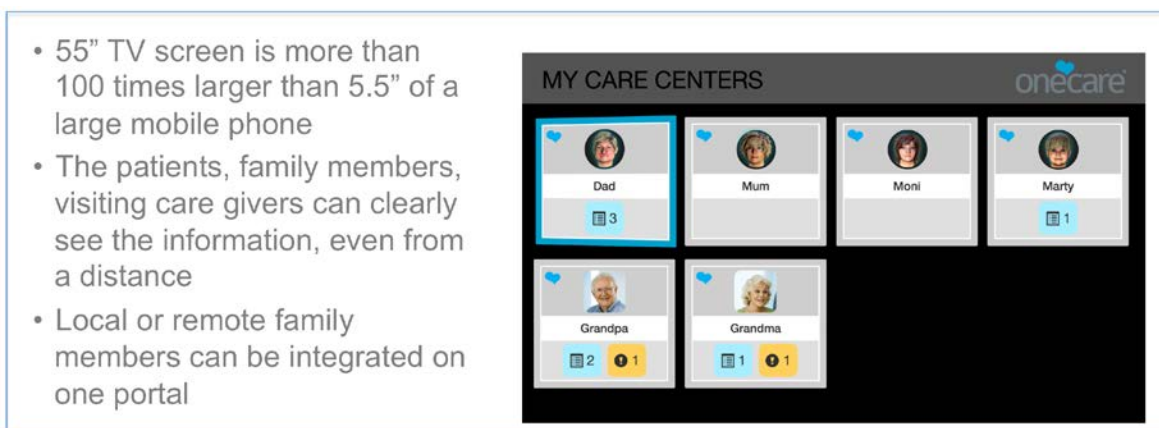 • 55” TV screen is more than
100 times larger than 5.5” of a
large mobile phone
• The patients, family members,
visiting care givers can clearly
see the information, even from
a distance
• Local or remote family
members can be integrated on
one portal
MY CARE CENTERS
onecare
Dad
3
Mum
Moni
Marty
1
Grandpa
2
1
Grandma
1
1